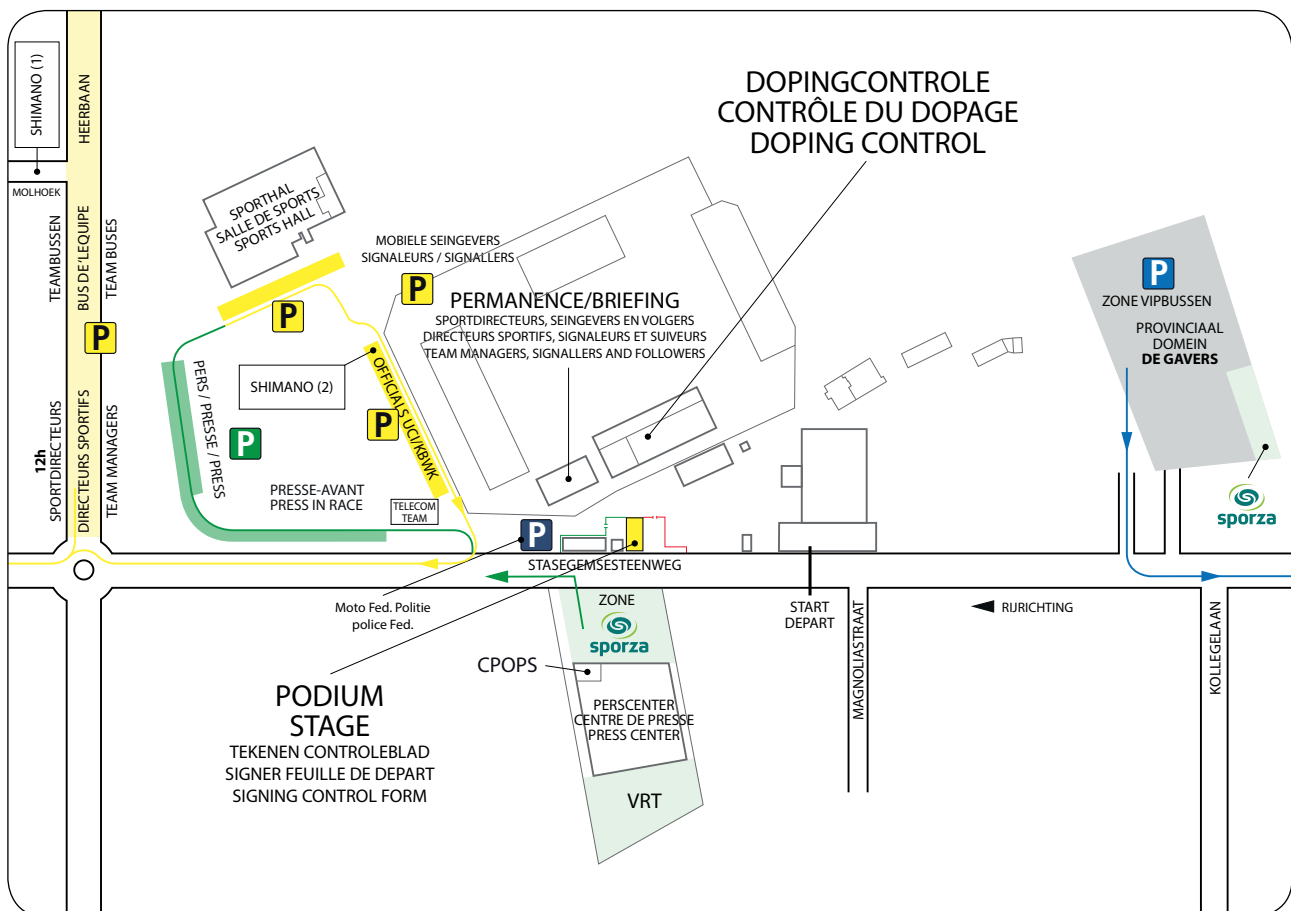 SHIMANO (1)
HEERBAAN
MOLHOEK
TEAMBUSSEN
BUS DE'LEQUIPE
TEAM BUSES
P
12h
SPORTDIRECTEURS
DIRECTEURS SPORTIFS
TEAM MANAGERS
SPORTHAL
SALLE DE SPORTS
SPORTS HALL
MOBIELE SEINGEVERS
SIGNALEURS / SIGNALLERS
P
P
SHIMANO (2)
OFFICIALS UCI/KBWK
P
PERS / PRESSE / PRESS
P
PRESSE-AVANT
PRESS IN RACE
TELECOM
TEAM
DOPINGCONTROLE
CONTRÔLE DU DOPAGE
DOPING CONTROL
PERMANENCE/BRIEFING
SPORTDIRECTEURS, SEINGEVERS EN VOLGERS
DIRECTEURS SPORTIFS, SIGNALEURS ET SUIVEURS
TEAM MANAGERS, SIGNALLERS AND FOLLOWERS
P
ZONE VIPBUSSEN
PROVINCIAAL
DOMEIN
DE GAVERS
sporza
P
STASEGEMSESTEENWEG
Moto Fed. Politie
police Fed.
ZONE
sporza
START
DEPART
RIJRICHTING
MAGNOLIASTRAAT
KOLLEGELAAN
CPOPS
PERSCENTER
CENTRE DE PRESSE
PRESS CENTER
VRT
PODIUM
STAGE
TEKENEN CONTROLEBLAD
SIGNER FEUILLE DE DEPART
SIGNING CONTROL FORM